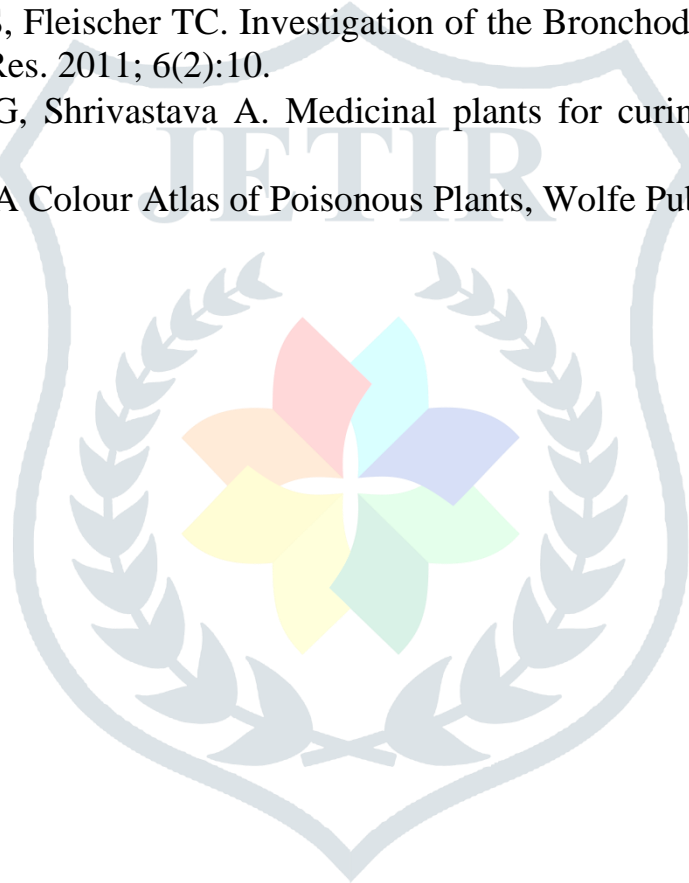 , Fleischer TC. Investigation of the Bronchod
Res. 2011; 6(2):10.
G, Shrivastava A. Medicinal plants for curin
A Colour Atlas of Poisonous Plants, Wolfe Pub
JETIR